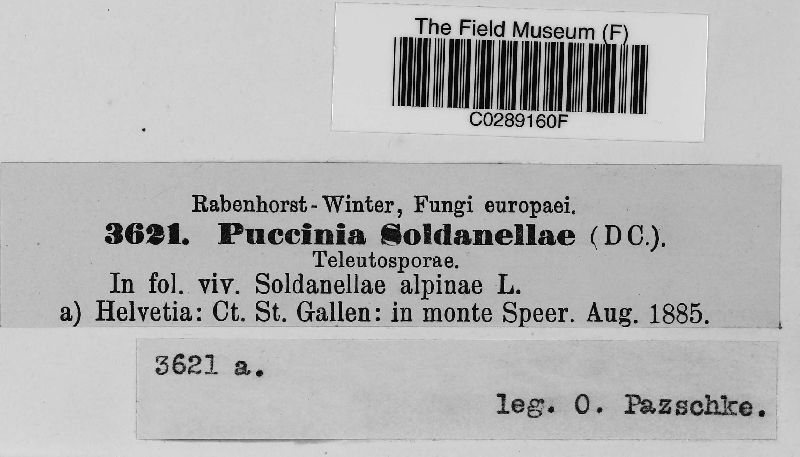 The Field Museum (F)
C0289160F
Rabenhorst-Winter, Fungi europaei.
3621. Puccinia Soldanellae (DC.).
Teleutosporae.
In fol. viv. Soldanellae alpinae L.
a) Helvetia: Ct. St. Gallen: in monte Speer. Aug. 1885.
3621 a.
leg. O. Pazschke.